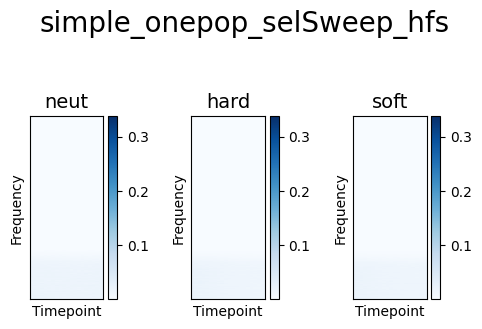 simple_onepop_selSweep_hfs
neut
hard
soft
Frequency
0.3
0.2
0.1
Timepoint
Frequency
0.3
0.2
0.1
Timepoint
Frequency
0.3
0.2
0.1
Timepoint